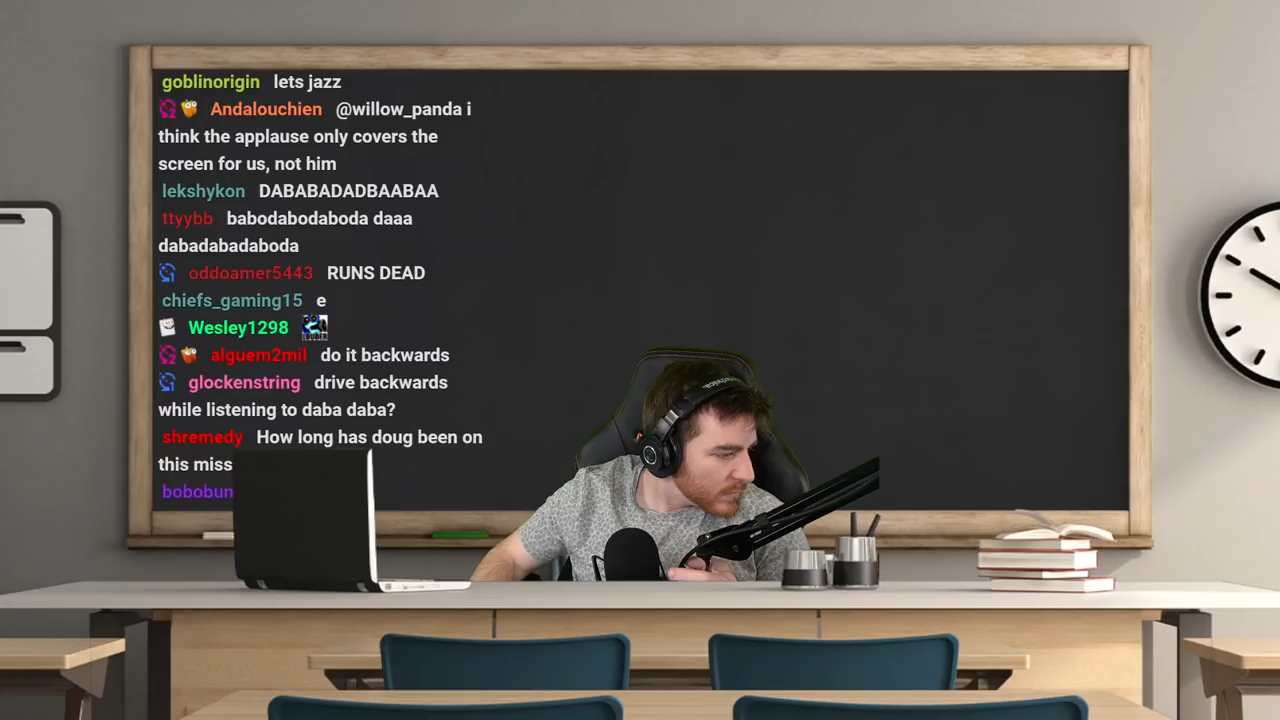 goblinorigin lets jazz
Andalouchien @willow_panda i
think the applause only covers the
screen for us, not him
lekshykon DABABADADBAABAA
ttyybb babodabodaboda daaa
dabadabadaboda
oddoamer5443 RUNS DEAD
chiefs_gaming15 e
Wesley1298
alguem2mil do it backwards
glockenstring drive backwards
while listening to daba daba?
shremedy How long has doug been on
this miss
bobobun